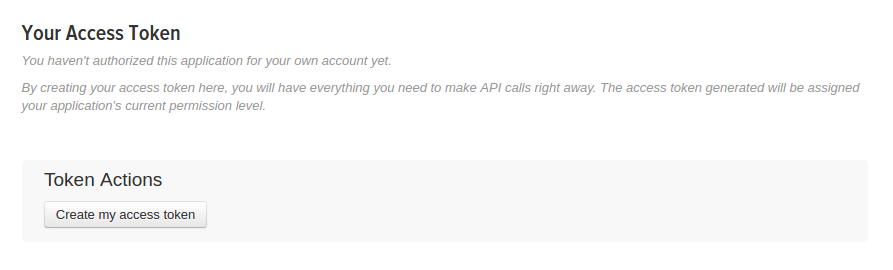 Your Access Token
You haven't authorized this application for your own account yet.
By creating your access token here, you will have everything you need to make API calls right away. The access token generated will be assigned
your application's current permission level.
Token Actions
Create my access token